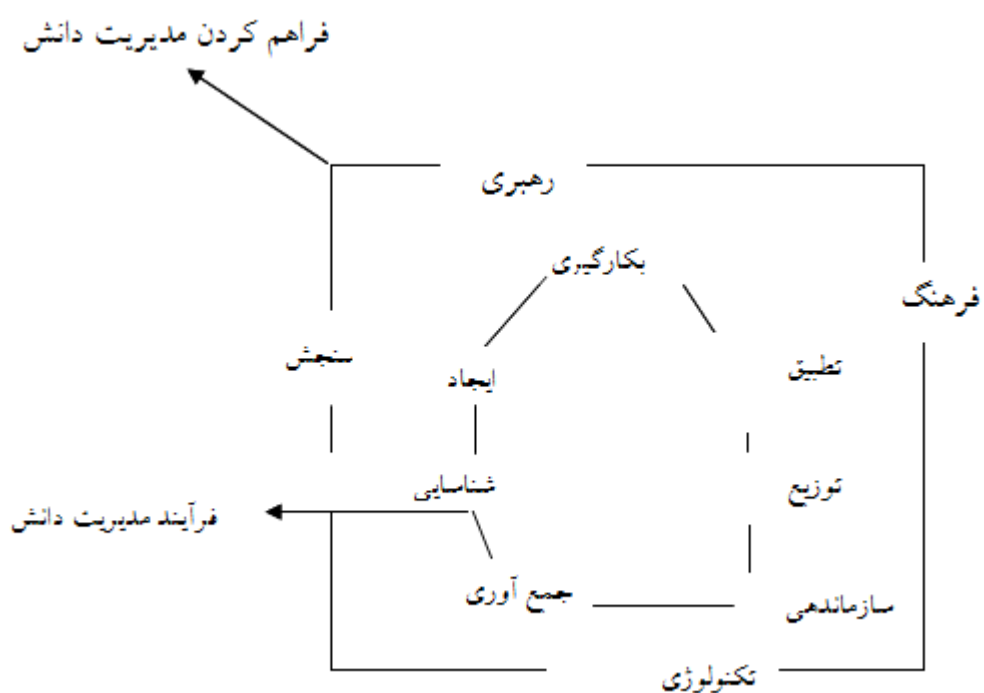 فراهم کردن مدیریت دانش
رهبری
بکارگیری
فرهنگ
سنجش
ایجاد
تطبیق
شناسایی
توزیع
فرآیند مدیریت دانش
جمع آوری
سازماندهی
تکنولوژی